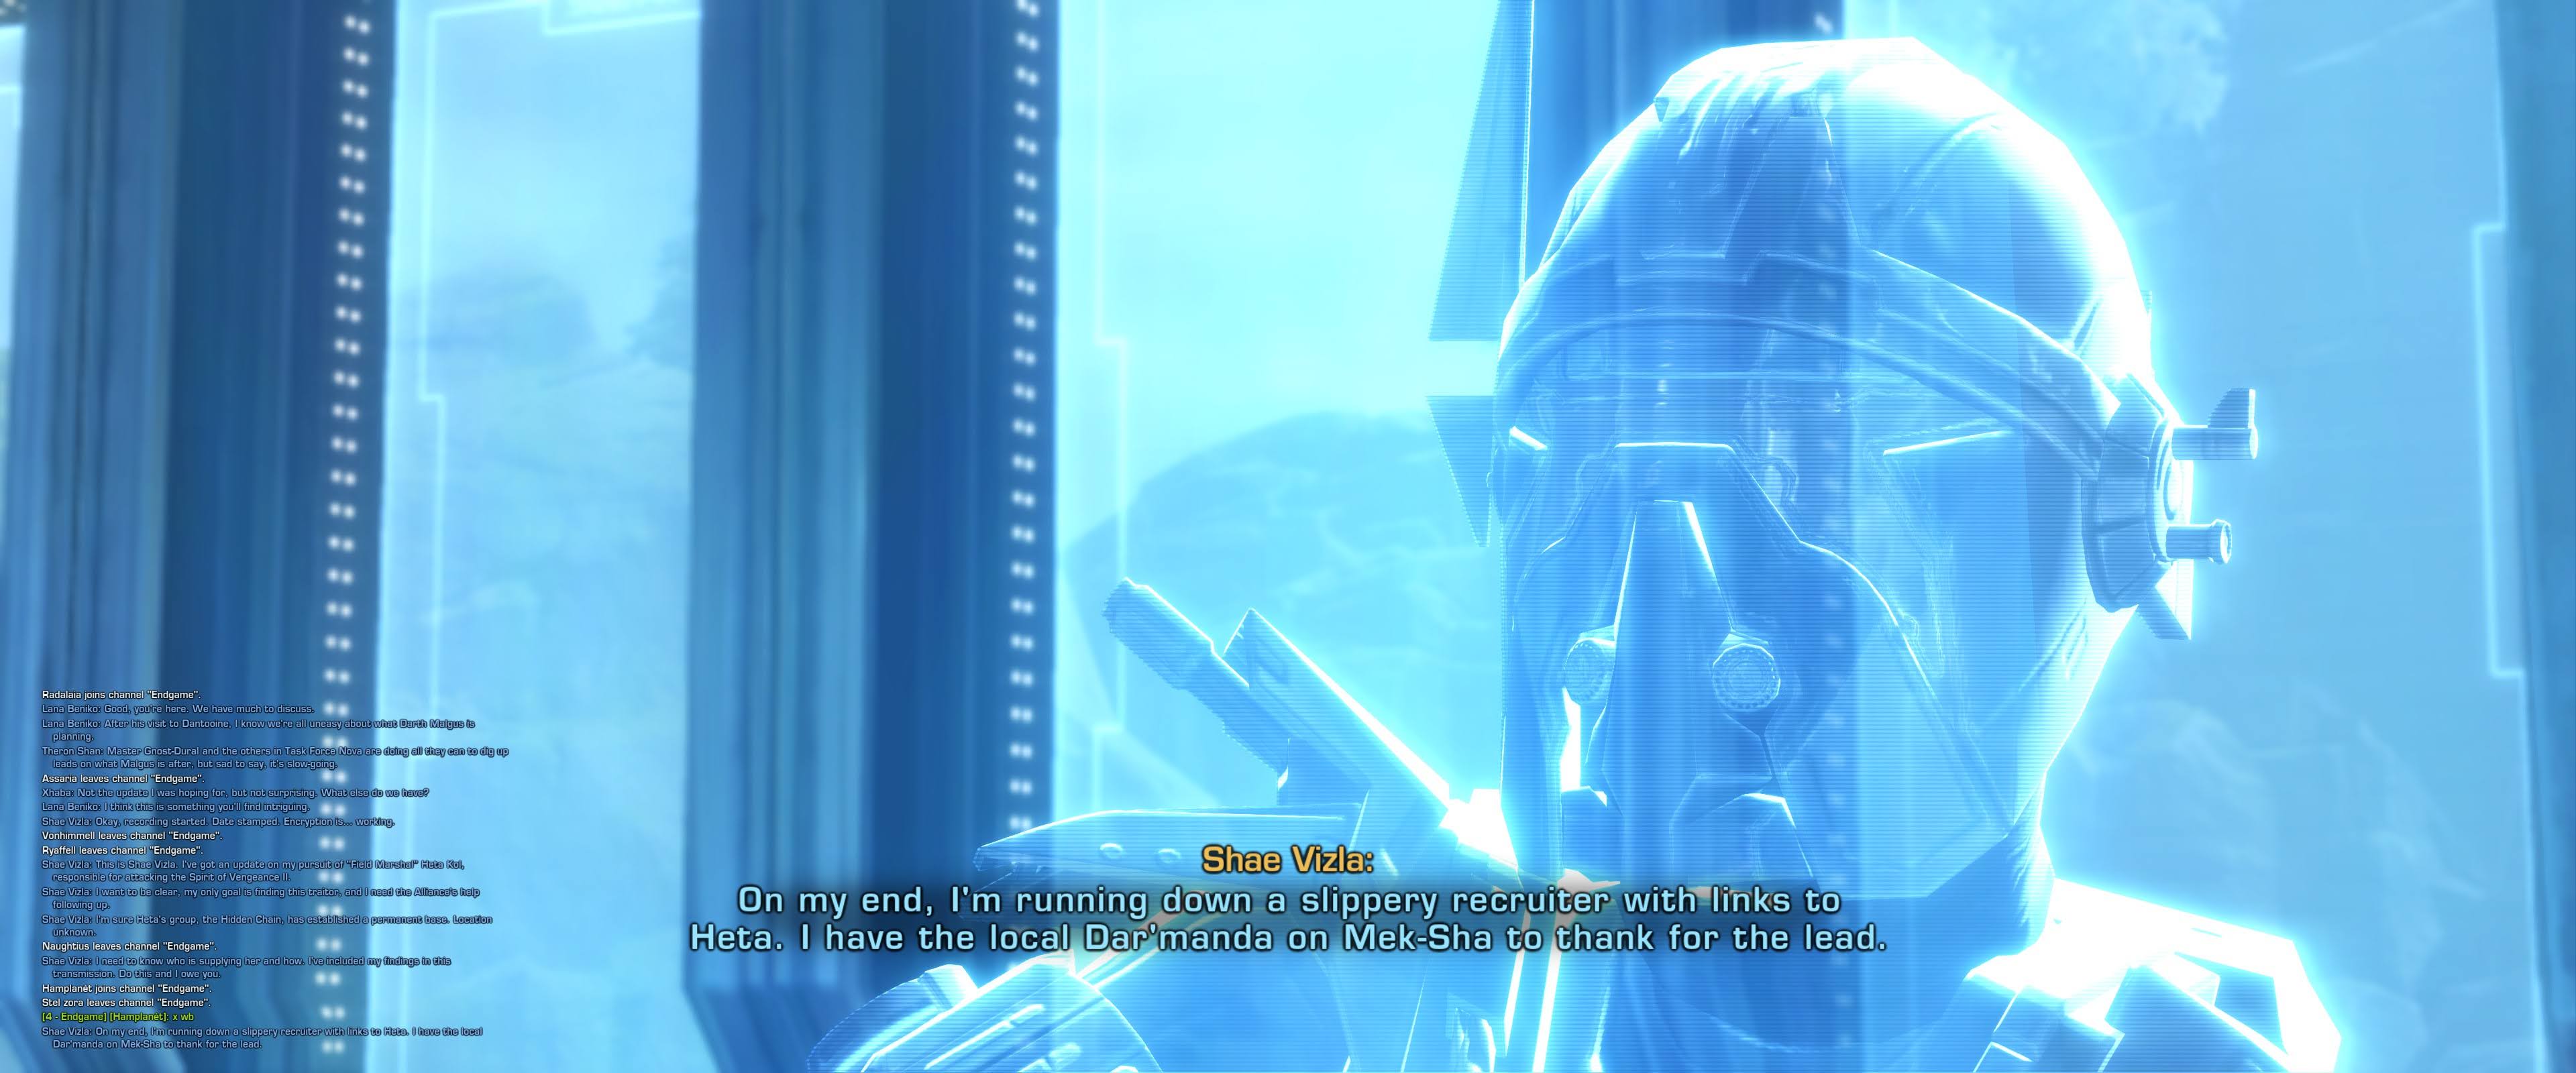 Radalaia joins channel "Endgame".
Lana Beniko: Good, you're here. We have much to discuss.
Lana Beniko: After his visit to Dantooine, I know we're all uneasy about what Darth Malgus is
planning.
Theron Shan: Master Gnost-Dural and the others in Task Force Nova are doing all they can to dig up
leads on what Malgus is after, but sad to say, it's slow-going.
Assaria leaves channel "Endgame".
Xhaba: Not the update I was hoping for, but not surprising. What else do we have?
Lana Beniko: I think this is something you'll find intriguing.
Shae Vizla: Okay, recording started. Date stamped. Encryption is... working.
Vonhimmell leaves channel "Endgame".
Ryaffell leaves channel "Endgame".
Shae Vizla: This is Shae Vizla. I've got an update on my pursuit of "Field Marshal" Heta Kol,
responsible for attacking the Spirit of Vengeance II.
Shae Vizla: I want to be clear, my only goal is finding this traitor, and I need the Alliance's help
following up.
Shae Vizla: I'm sure Heta's group, the Hidden Chain, has established a permanent base. Location
unknown.
Naughtius leaves channel "Endgame".
Shae Vizla: I need to know who is supplying her and how. I've included my findings in this
transmission. Do this and I owe you.
Hamplanët joins channel "Endgame".
Stel zora leaves channel "Endgame".
[4 - Endgame] [Hamplanët]: x wb
Shae Vizla: On my end, I'm running down a slippery recruiter with links to Heta. I have the local
Dar'manda on Mek-Sha to thank for the lead.
Shae Vizla:
On my end, I'm running down a slippery recruiter with links to
Heta. I have the local Dar'manda on Mek-Sha to thank for the lead.